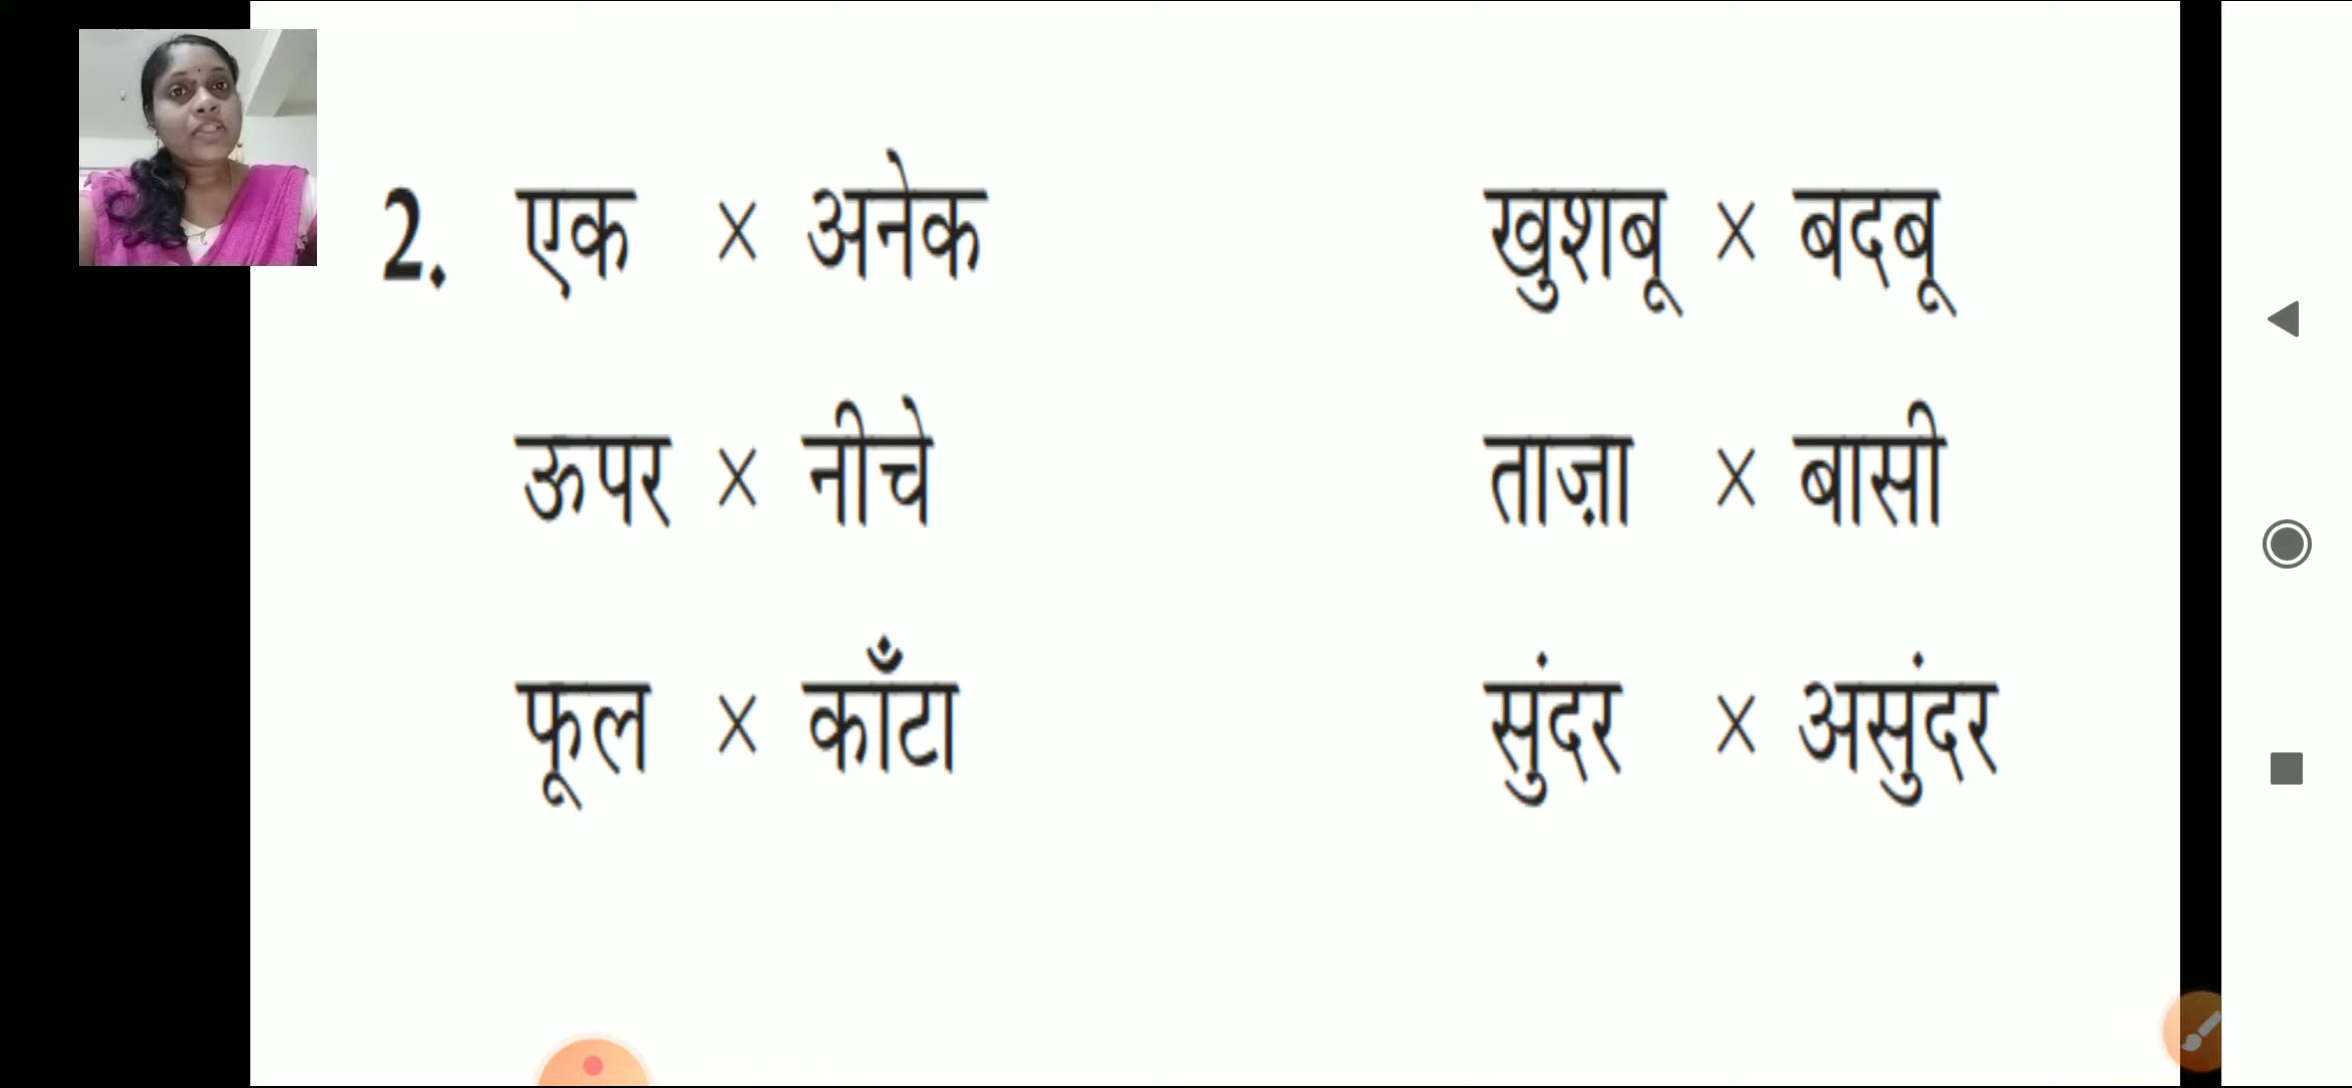 2. एक × अनेक खुशबू × बदबू
ऊपर × नीचे ताज़ा × बासी
फूल × काँटा सुंदर × असुंदर